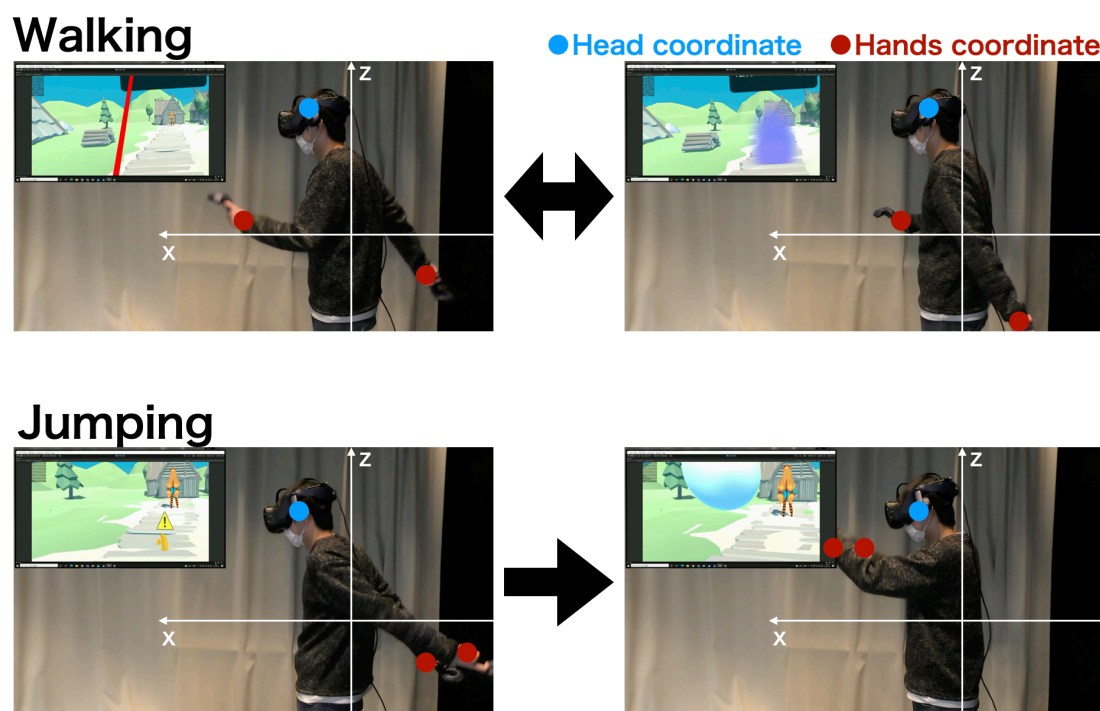 Walking
Head coordinate
Hands coordinate
Z
X
Z
X
Jumping
Z
X
!
Z
X